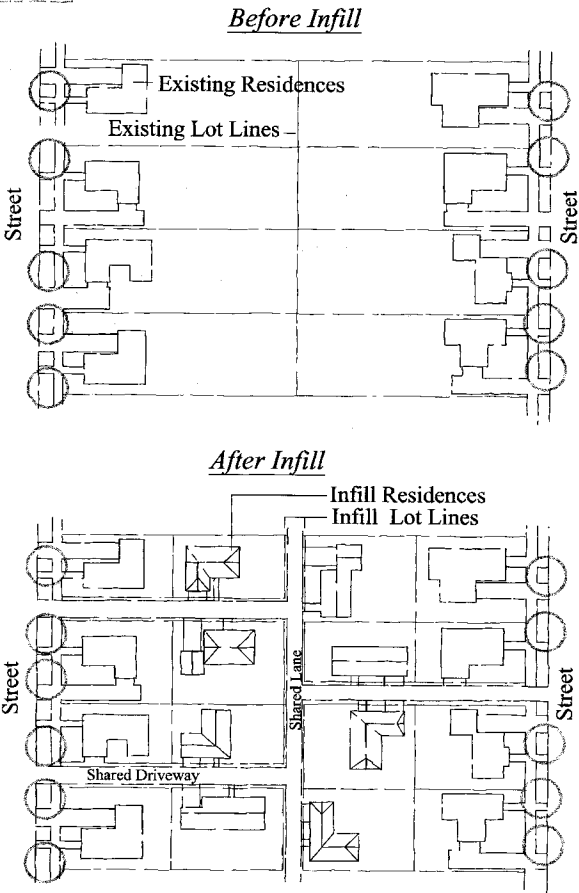 Before Infill
Existing Residences
Existing Lot Lines
Street
Street
After Infill
Infill Residences
Infill Lot Lines
Street
Shared Lane
Street
Shared Driveway